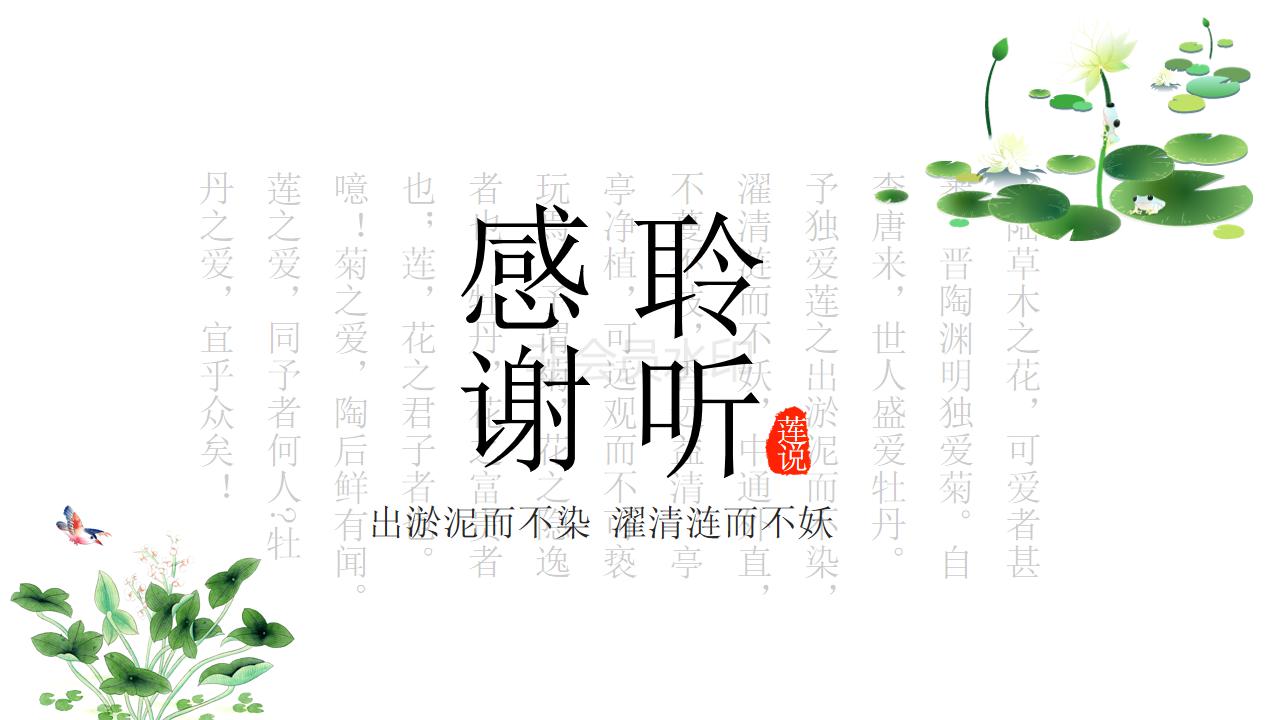 感谢
聆听
莲说
出淤泥而不染 濯清涟而不妖
陆草木之花,可爱者甚
晋陶渊明独爱菊。自
李唐来,世人盛爱牡丹。
予独爱莲之出淤泥而不染,
濯清涟而不妖,中通外直,
不蔓不枝,香远益清,亭
亭净植,可远观而不可亵
玩焉。予谓菊,花之隐逸
者也;牡丹,花之富贵者
也;莲,花之君子者也。
噫!菊之爱,陶后鲜有闻。
莲之爱,同予者何人?牡
丹之爱,宜乎众矣!
会员水印